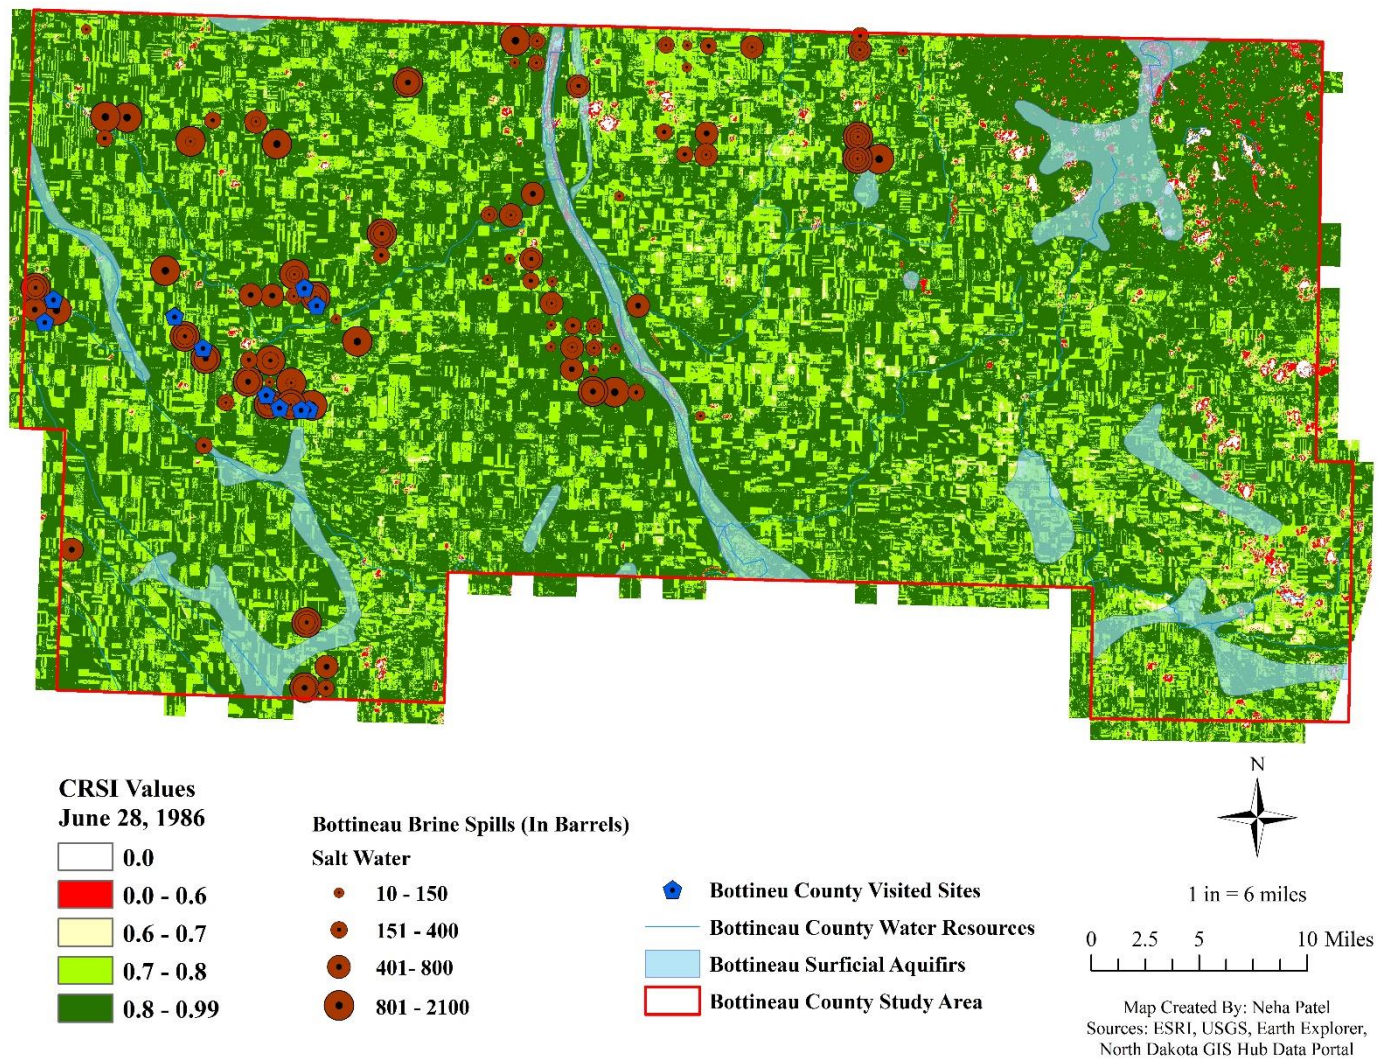 CRSI Values
June 28, 1986
0.0
0.0 - 0.6
0.6 - 0.7
0.7 - 0.8
0.8 - 0.99
Bottineau Brine Spills (In Barrels)
Salt Water
10 - 150
151 - 400
401- 800
801 - 2100
Bottineu County Visited Sites
Bottineau County Water Resources
Bottineau Surficial Aquifirs
Bottineau County Study Area
N
1 in = 6 miles
0 2.5 5 10 Miles
Map Created By: Neha Patel
Sources: ESRI, USGS, Earth Explorer,
North Dakota GIS Hub Data Portal